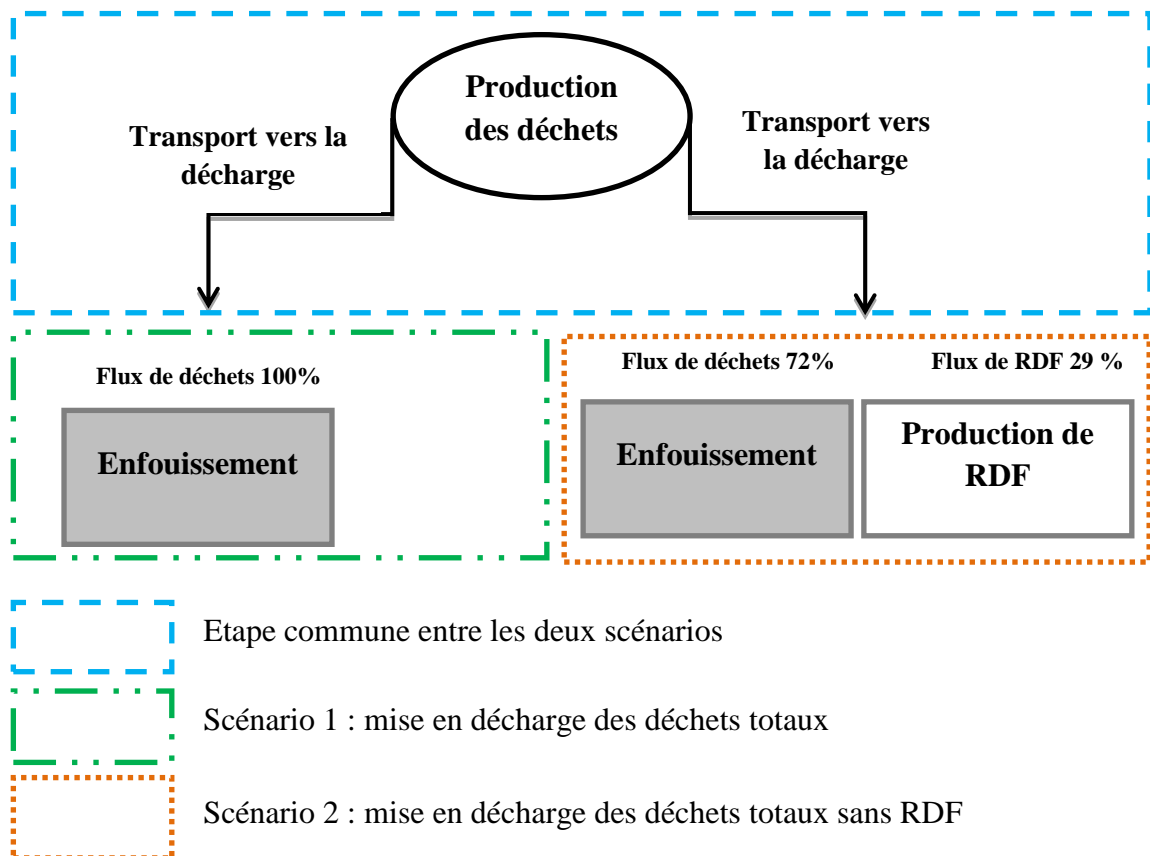 Production
des déchets
Transport vers la
décharge
Transport vers
la décharge
Flux de déchets 100%
Enfouissement
Flux de déchets 72%
Flux de RDF 29 %
Enfouissement
Production de
RDF
Etape commune entre les deux scénarios
Scénario 1 : mise en décharge des déchets totaux
Scénario 2 : mise en décharge des déchets totaux sans RDF